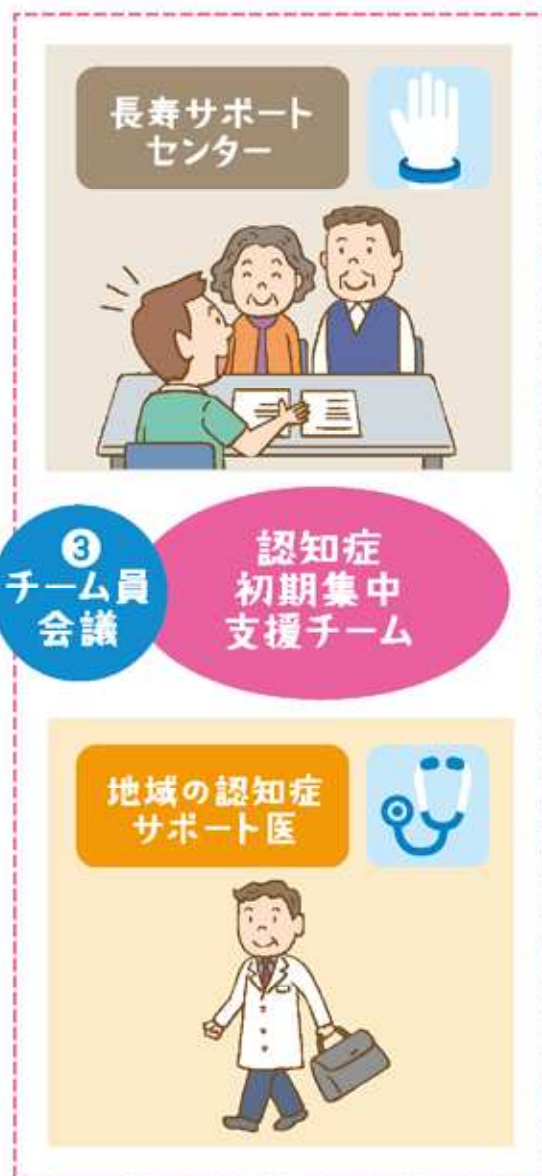 長寿サポート
センター
❸
チーム員
会議
認知症
初期集中
支援チーム
地域の認知症
サポート医